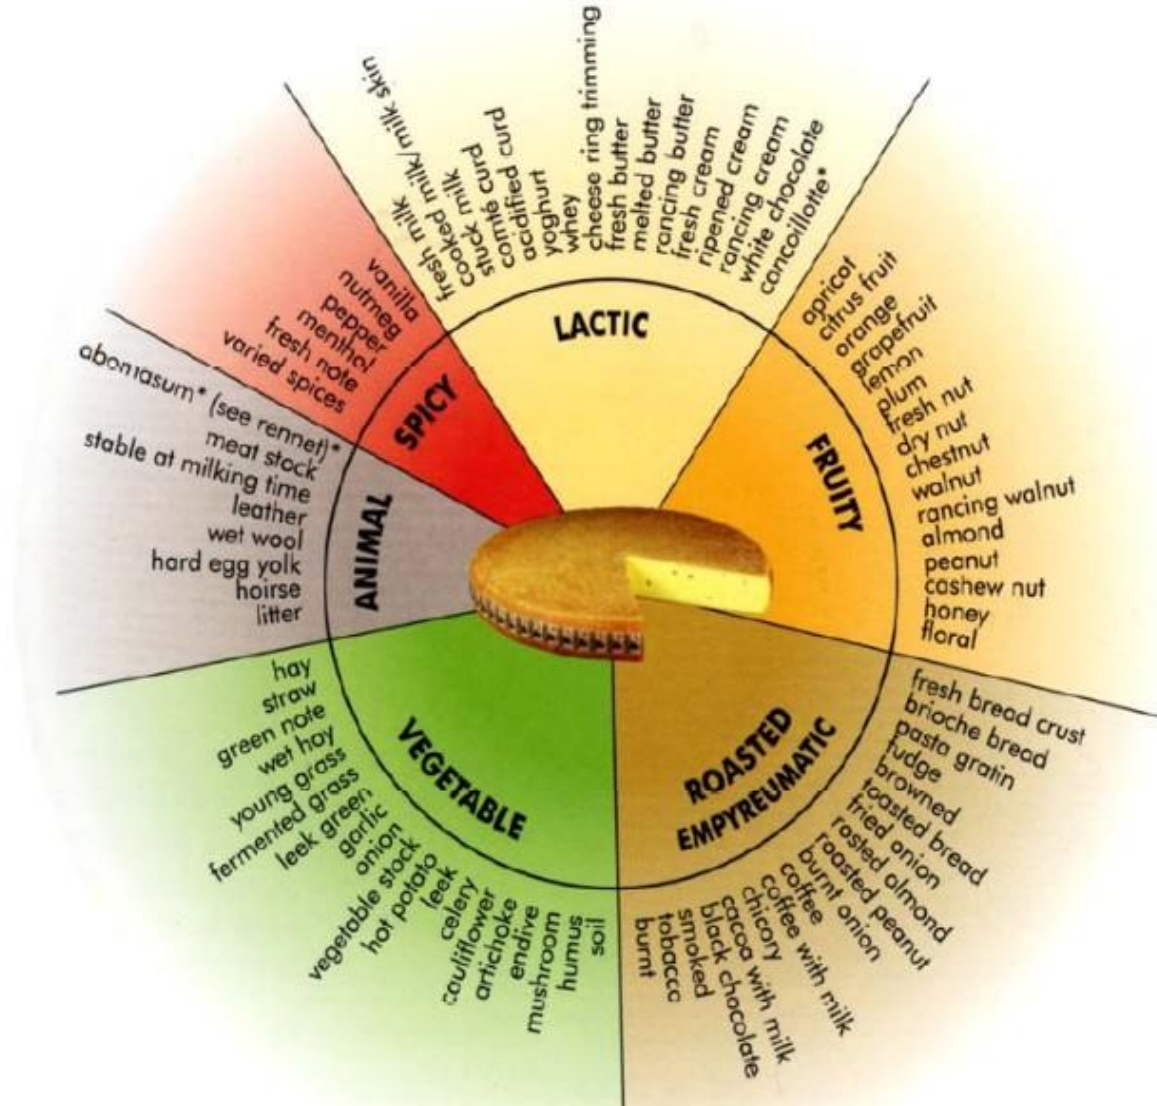 LACTIC
fresh milk
cooked milk/milk skin
stuck milk
comté curd
acidified curd
yoghurt
whey
cheese ring trimming
fresh butter
melted butter
rancing butter
fresh cream
ripened cream
rancing cream
white chocolate
concoillotte*
FRUITY
apricot
citrus fruit
orange
grapefruit
lemon
plum
fresh nut
dry nut
chestnut
walnut
rancing walnut
almond
peanut
cashew nut
honey
floral
ROASTED
EMPYREUMATIC
fresh bread crust
brioche bread
pasta gratin
fudge
browned
toasted bread
fried onion
rosted almond
roasted peanut
burnt onion
coffee
coffee with milk
chicory
cacoa with milk
black chocolate
smoked
tobacco
burnt
VEGETABLE
soil
humus
mushroom
endive
artichoke
cauliflower
celery
leek
hot potato
vegetable stock
onion
garlic
leek green
fermented grass
young grass
wet hay
green note
straw
hay
ANIMAL
litter
hoirse
hard egg yolk
wet wool
leather
stable at milking time
meat stock
abomasum* (see rennet)*
SPICY
varied spices
fresh note
menthol
pepper
nutmeg
vanilla